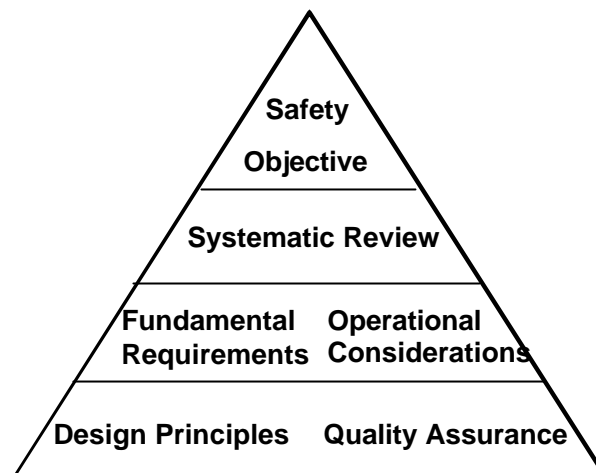 Safety
Objective
Systematic Review
Fundamental Requirements
Operational Considerations
Design Principles
Quality Assurance